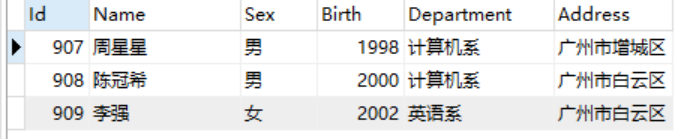 Id Name Sex Birth Department Address
907 周星星 男 1998 计算机系 广州市增城区
908 陈冠希 男 2000 计算机系 广州市白云区
909 李强 女 2002 英语系 广州市白云区